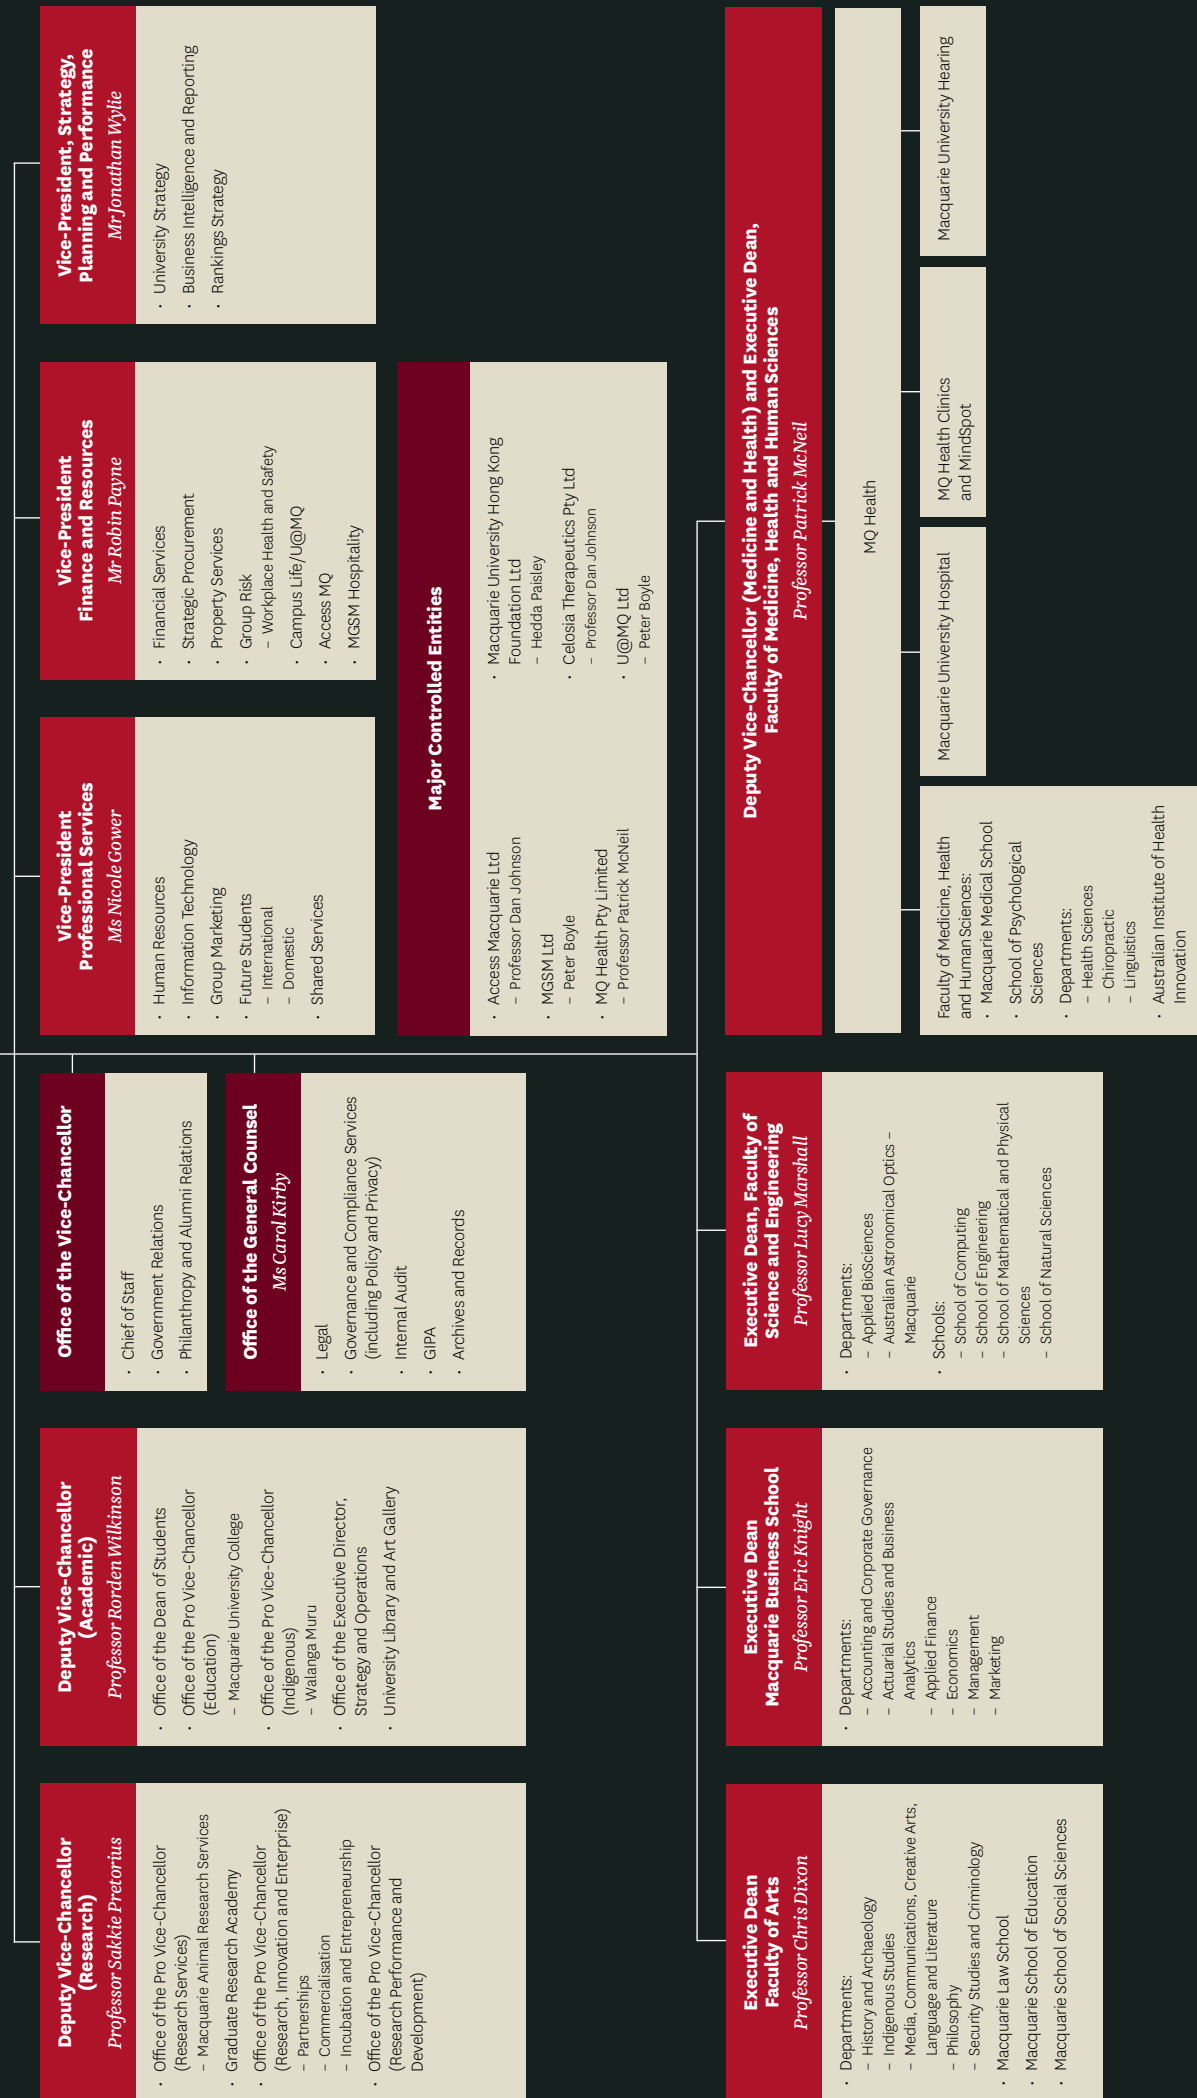 Deputy Vice-Chancellor
(Research)
Professor Sakkie Pretorius
• Office of the Pro Vice-Chancellor
(Research Services)
– Macquarie Animal Research Services
• Graduate Research Academy
• Office of the Pro Vice-Chancellor
(Research, Innovation and Enterprise)
– Partnerships
– Commercialisation
– Incubation and Entrepreneurship
• Office of the Pro Vice-Chancellor
(Research Performance and
Development)
Deputy Vice-Chancellor
(Academic)
Professor Rorden Wilkinson
• Office of the Dean of Students
• Office of the Pro Vice-Chancellor
(Education)
– Macquarie University College
• Office of the Pro Vice-Chancellor
(Indigenous)
– Walanga Muru
• Office of the Executive Director,
Strategy and Operations
• University Library and Art Gallery
Office of the Vice-Chancellor
• Chief of Staff
• Government Relations
• Philanthropy and Alumni Relations
Office of the General Counsel
Ms Carol Kirby
• Legal
• Governance and Compliance Services
(including Policy and Privacy)
• Internal Audit
• GIPA
• Archives and Records
Vice-President
Professional Services
Ms Nicole Gower
• Human Resources
• Information Technology
• Group Marketing
• Future Students
– International
– Domestic
• Shared Services
Vice-President
Finance and Resources
Mr Robin Payne
• Financial Services
• Strategic Procurement
• Property Services
• Group Risk
– Workplace Health and Safety
• Campus Life/U@MQ
• Access MQ
• MGSM Hospitality
Vice-President, Strategy,
Planning and Performance
Mr Jonathan Wylie
• University Strategy
• Business Intelligence and Reporting
• Rankings Strategy
Major Controlled Entities
• Access Macquarie Ltd
– Professor Dan Johnson
• MGSM Ltd
– Peter Boyle
• MQ Health Pty Limited
– Professor Patrick McNeil
• Macquarie University Hong Kong
Foundation Ltd
– Hedda Paisley
• Celosia Therapeutics Pty Ltd
– Professor Dan Johnson
• U@MQ Ltd
– Peter Boyle
Executive Dean
Faculty of Arts
Professor Chris Dixon
• Departments:
– History and Archaeology
– Indigenous Studies
– Media, Communications, Creative Arts,
Language and Literature
– Philosophy
– Security Studies and Criminology
• Macquarie Law School
• Macquarie School of Education
• Macquarie School of Social Sciences
Executive Dean
Macquarie Business School
Professor Eric Knight
• Departments:
– Accounting and Corporate Governance
– Actuarial Studies and Business
Analytics
– Applied Finance
– Economics
– Management
– Marketing
Executive Dean, Faculty of
Science and Engineering
Professor Lucy Marshall
• Departments:
– Applied BioSciences
– Australian Astronomical Optics –
Macquarie
• Schools:
– School of Computing
– School of Engineering
– School of Mathematical and Physical
Sciences
– School of Natural Sciences
Deputy Vice-Chancellor (Medicine and Health) and Executive Dean,
Faculty of Medicine, Health and Human Sciences
Professor Patrick McNeil
MQ Health
Faculty of Medicine, Health
and Human Sciences:
• Macquarie Medical School
• School of Psychological
Sciences
• Departments:
– Health Sciences
– Chiropractic
– Linguistics
• Australian Institute of Health
Innovation
Macquarie University Hospital
MQ Health Clinics
and MindSpot
Macquarie University Hearing